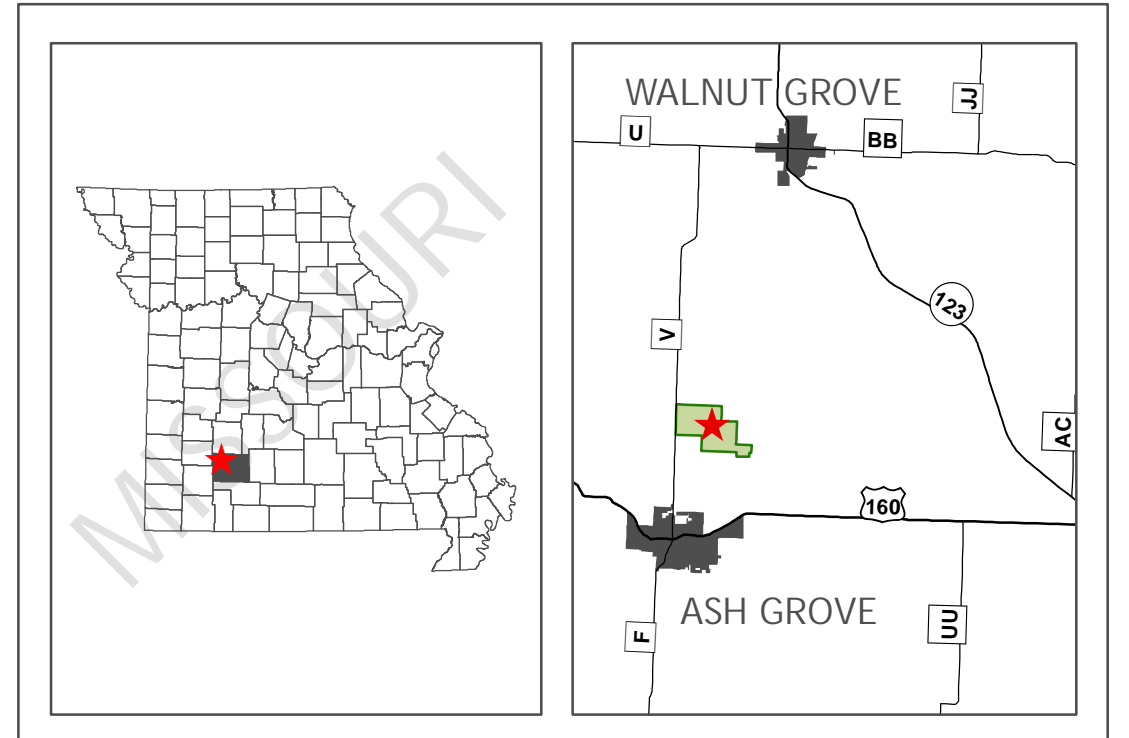 MISSOURI
WALNUT GROVE
JJ
U
BB
123
V
AC
160
ASH GROVE
F
UU